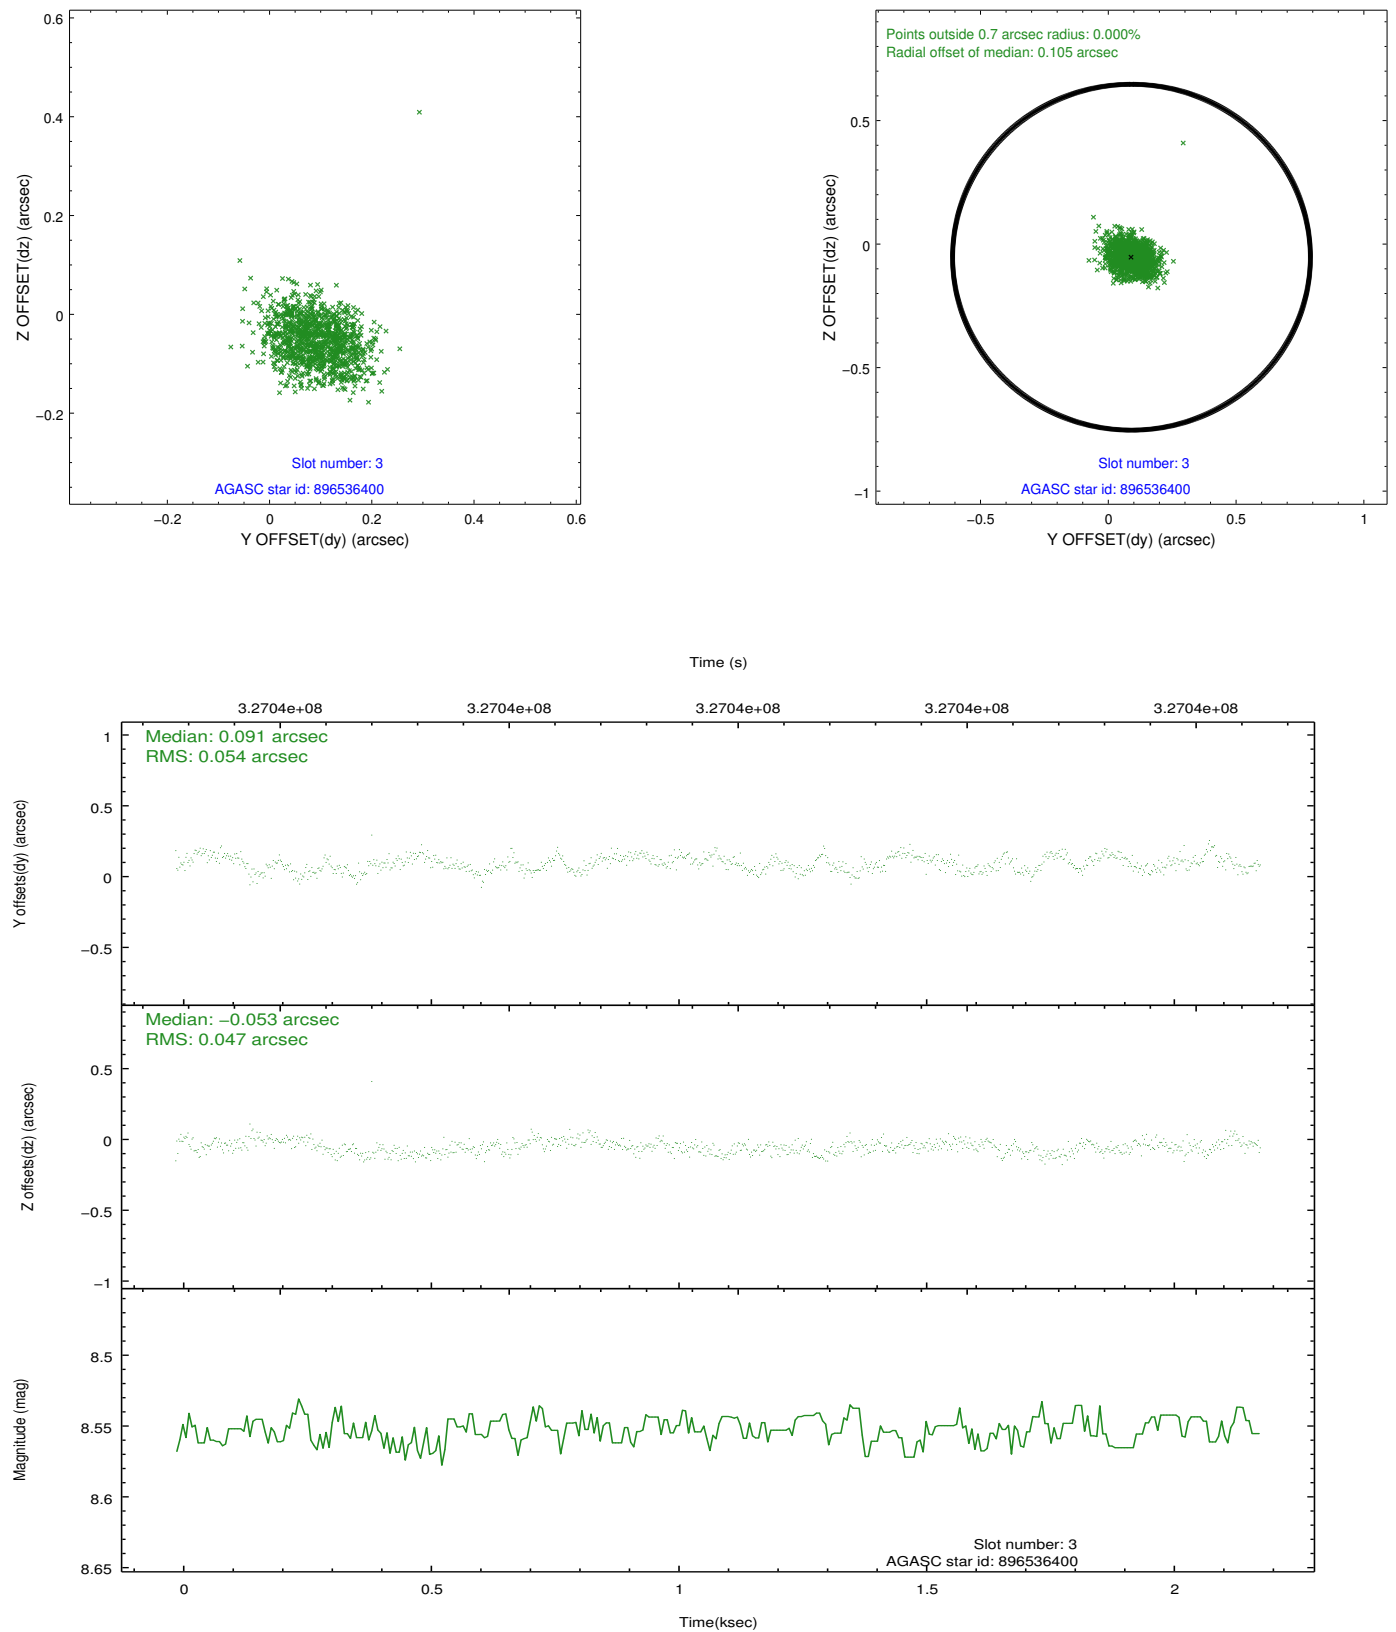 0.6
0.4
0.2
0
−0.2
Z OFFSET(dz) (arcsec)
Slot number: 3
AGASC star id: 896536400
−0.2 0 0.2 0.4 0.6
Y OFFSET(dy) (arcsec)
Points outside 0.7 arcsec radius: 0.000%
Radial offset of median: 0.105 arcsec
0.5
0
−0.5
−1
Z OFFSET(dz) (arcsec)
Slot number: 3
AGASC star id: 896536400
−0.5 0 0.5 1
Y OFFSET(dy) (arcsec)
Time (s)
3.2704e+08 3.2704e+08 3.2704e+08 3.2704e+08 3.2704e+08
Median: 0.091 arcsec
RMS: 0.054 arcsec
1
0.5
0
−0.5
Y offsets(dy) (arcsec)
Median: −0.053 arcsec
RMS: 0.047 arcsec
0.5
0
−0.5
−1
Z offsets(dz) (arcsec)
8.5
8.55
8.6
8.65
Magnitude (mag)
Slot number: 3
AGASC star id: 896536400
0 0.5 1 1.5 2
Time(ksec)